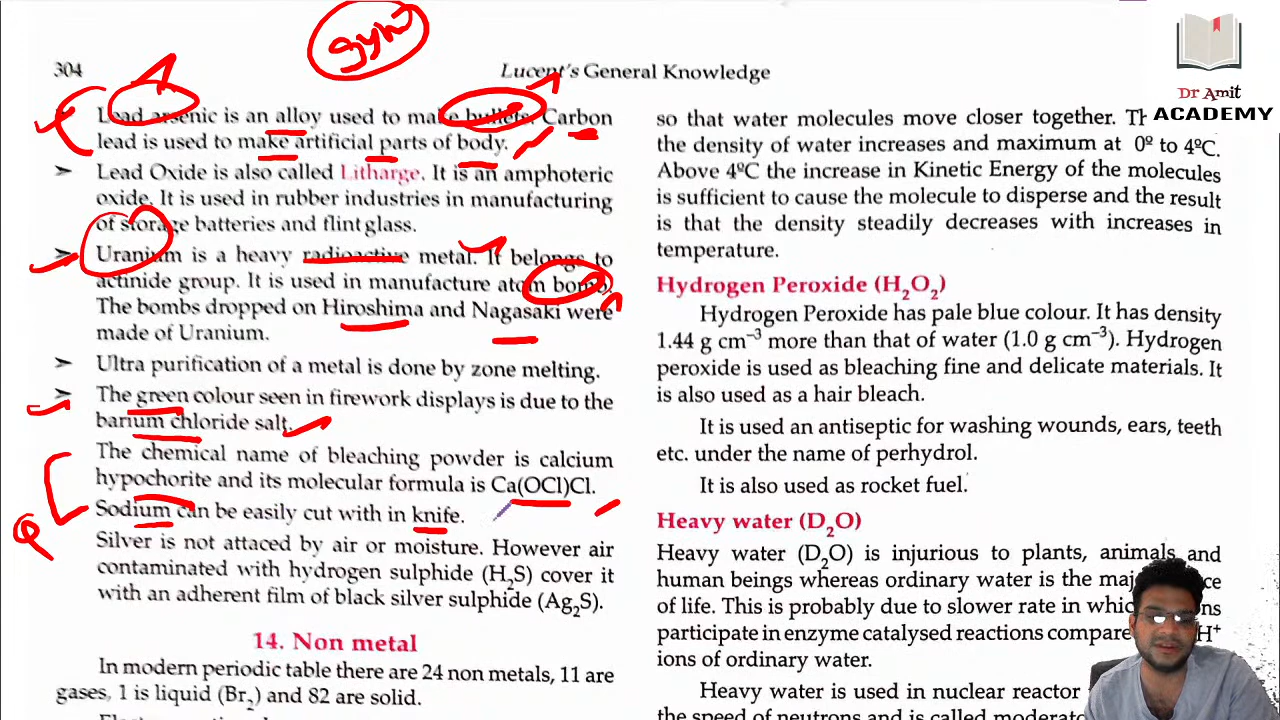 304
Lucent's General Knowledge
Dr Amit
ACADEMY
Lead arsenic is an alloy used to make bullets. Carbon
lead is used to make artificial parts of body.
➤ Lead Oxide is also called Litharge. It is an amphoteric
oxide. It is used in rubber industries in manufacturing
of storage batteries and flint glass.
➤ Uranium is a heavy radioactive metal. It belongs to
actinide group. It is used in manufacture atom bomb.
The bombs dropped on Hiroshima and Nagasaki were
made of Uranium.
➤ Ultra purification of a metal is done by zone melting.
➤ The green colour seen in firework displays is due to the
barium chloride salt.
The chemical name of bleaching powder is calcium
hypochorite and its molecular formula is Ca(OCl)Cl.
Sodium can be easily cut with in knife.
Silver is not attaced by air or moisture. However air
contaminated with hydrogen sulphide (H₂S) cover it
with an adherent film of black silver sulphide (Ag₂S).
14. Non metal
In modern periodic table there are 24 non metals, 11 are
gases, 1 is liquid (Br₂) and 82 are solid.
so that water molecules move closer together.
the density of water increases and maximum at 0º to 4ºC.
Above 4ºC the increase in Kinetic Energy of the molecules
is sufficient to cause the molecule to disperse and the result
is that the density steadily decreases with increases in
temperature.
Hydrogen Peroxide (H₂O₂)
Hydrogen Peroxide has pale blue colour. It has density
1.44 g cm⁻³ more than that of water (1.0 g cm⁻³). Hydrogen
peroxide is used as bleaching fine and delicate materials. It
is also used as a hair bleach.
It is used an antiseptic for washing wounds, ears, teeth
etc. under the name of perhydrol.
It is also used as rocket fuel.
Heavy water (D₂O)
Heavy water (D₂O) is injurious to plants, animals and
human beings whereas ordinary water is the
of life. This is probably due to slower rate in
participate in enzyme catalysed reactions H⁺
ions of ordinary water.
Heavy water is used in nuclear reactor
the speed of neutrons and is called